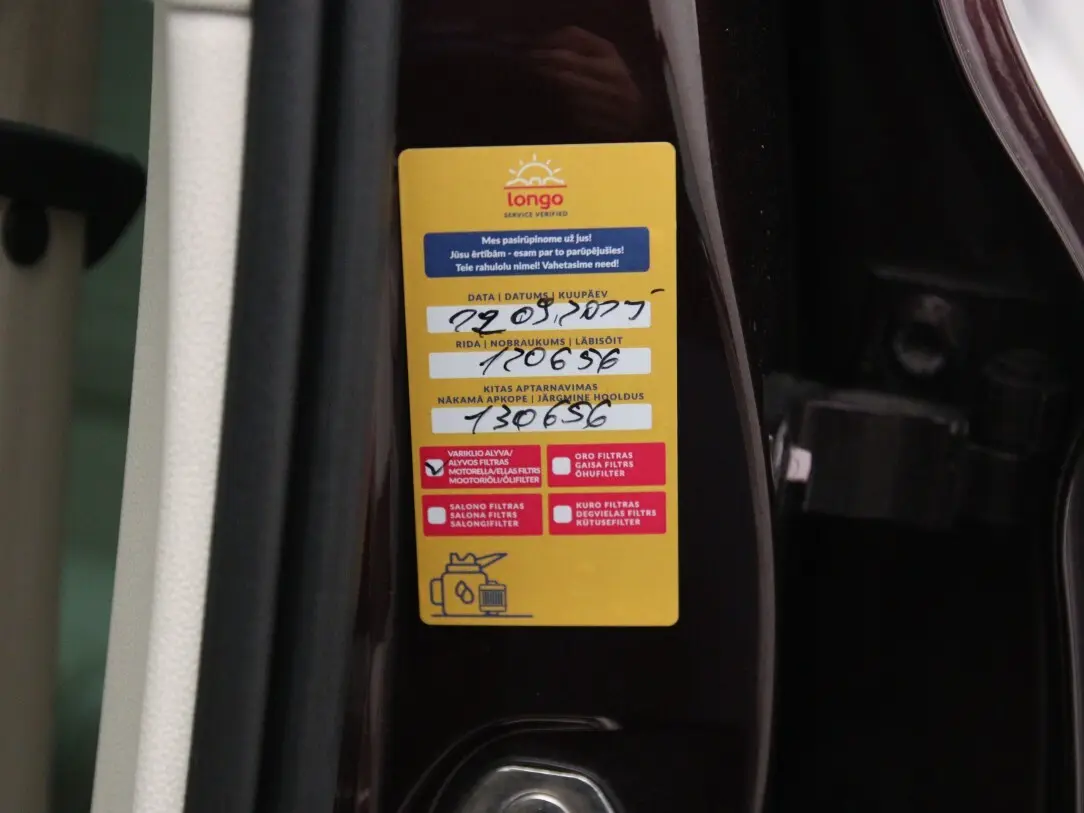 longo
SERVICE VERIFIED
Mes pasirūpinome už jus!
Jūsu ērtībām - esam par to parūpējušies!
Teie rahulolu nimel! Vahetasime need!
DATA | DATUMS | KUUPÄEV
RIDA | NOBRAUKUMS | LÄBISÕIT
120656
KITAS APTARNAVIMAS
NĀKAMĀ APKOPE | JÄRGMINE HOOLDUS
130656
VARIKLIO ALYVA/
ALYVOS FILTRAS
MOTOREĻĻA/EĻĻAS FILTRS
MOOTORIÕLI/ÕLIFILTER
ORO FILTRAS
GAISA FILTRS
ÕHUFILTER
SALONO FILTRAS
SALONA FILTRS
SALONGIFILTER
KURO FILTRAS
DEGVIELAS FILTRS
KÜTUSEFILTER